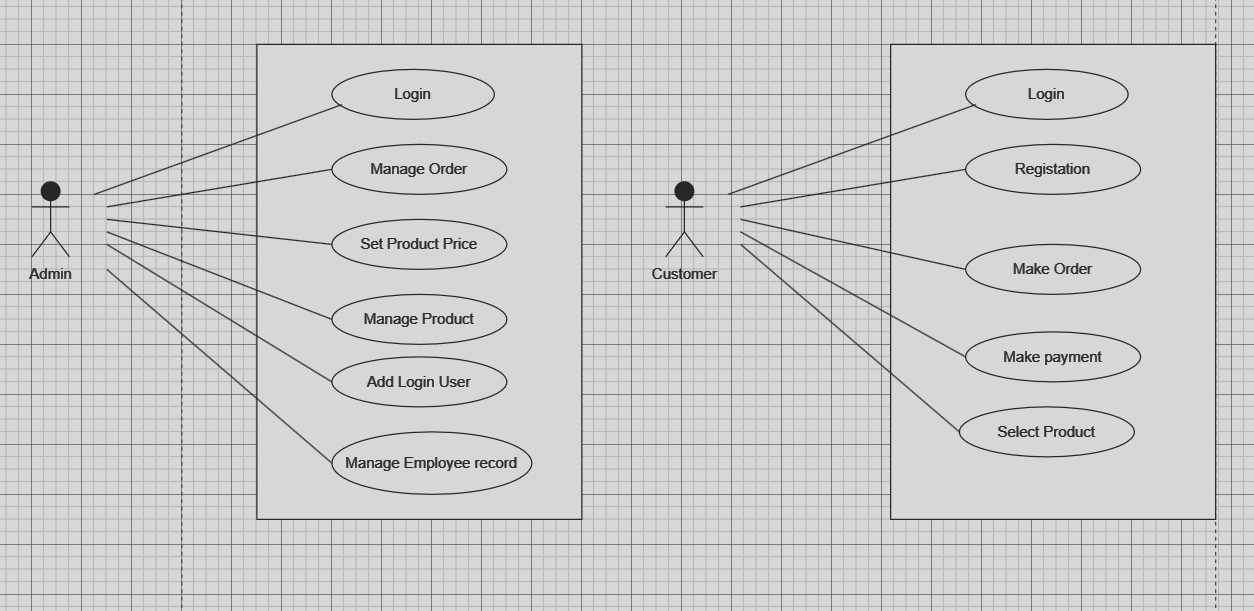 Login
Manage Order
Set Product Price
Admin
Manage Product
Add Login User
Manage Employee record
Login
Registation
Make Order
Customer
Make payment
Select Product